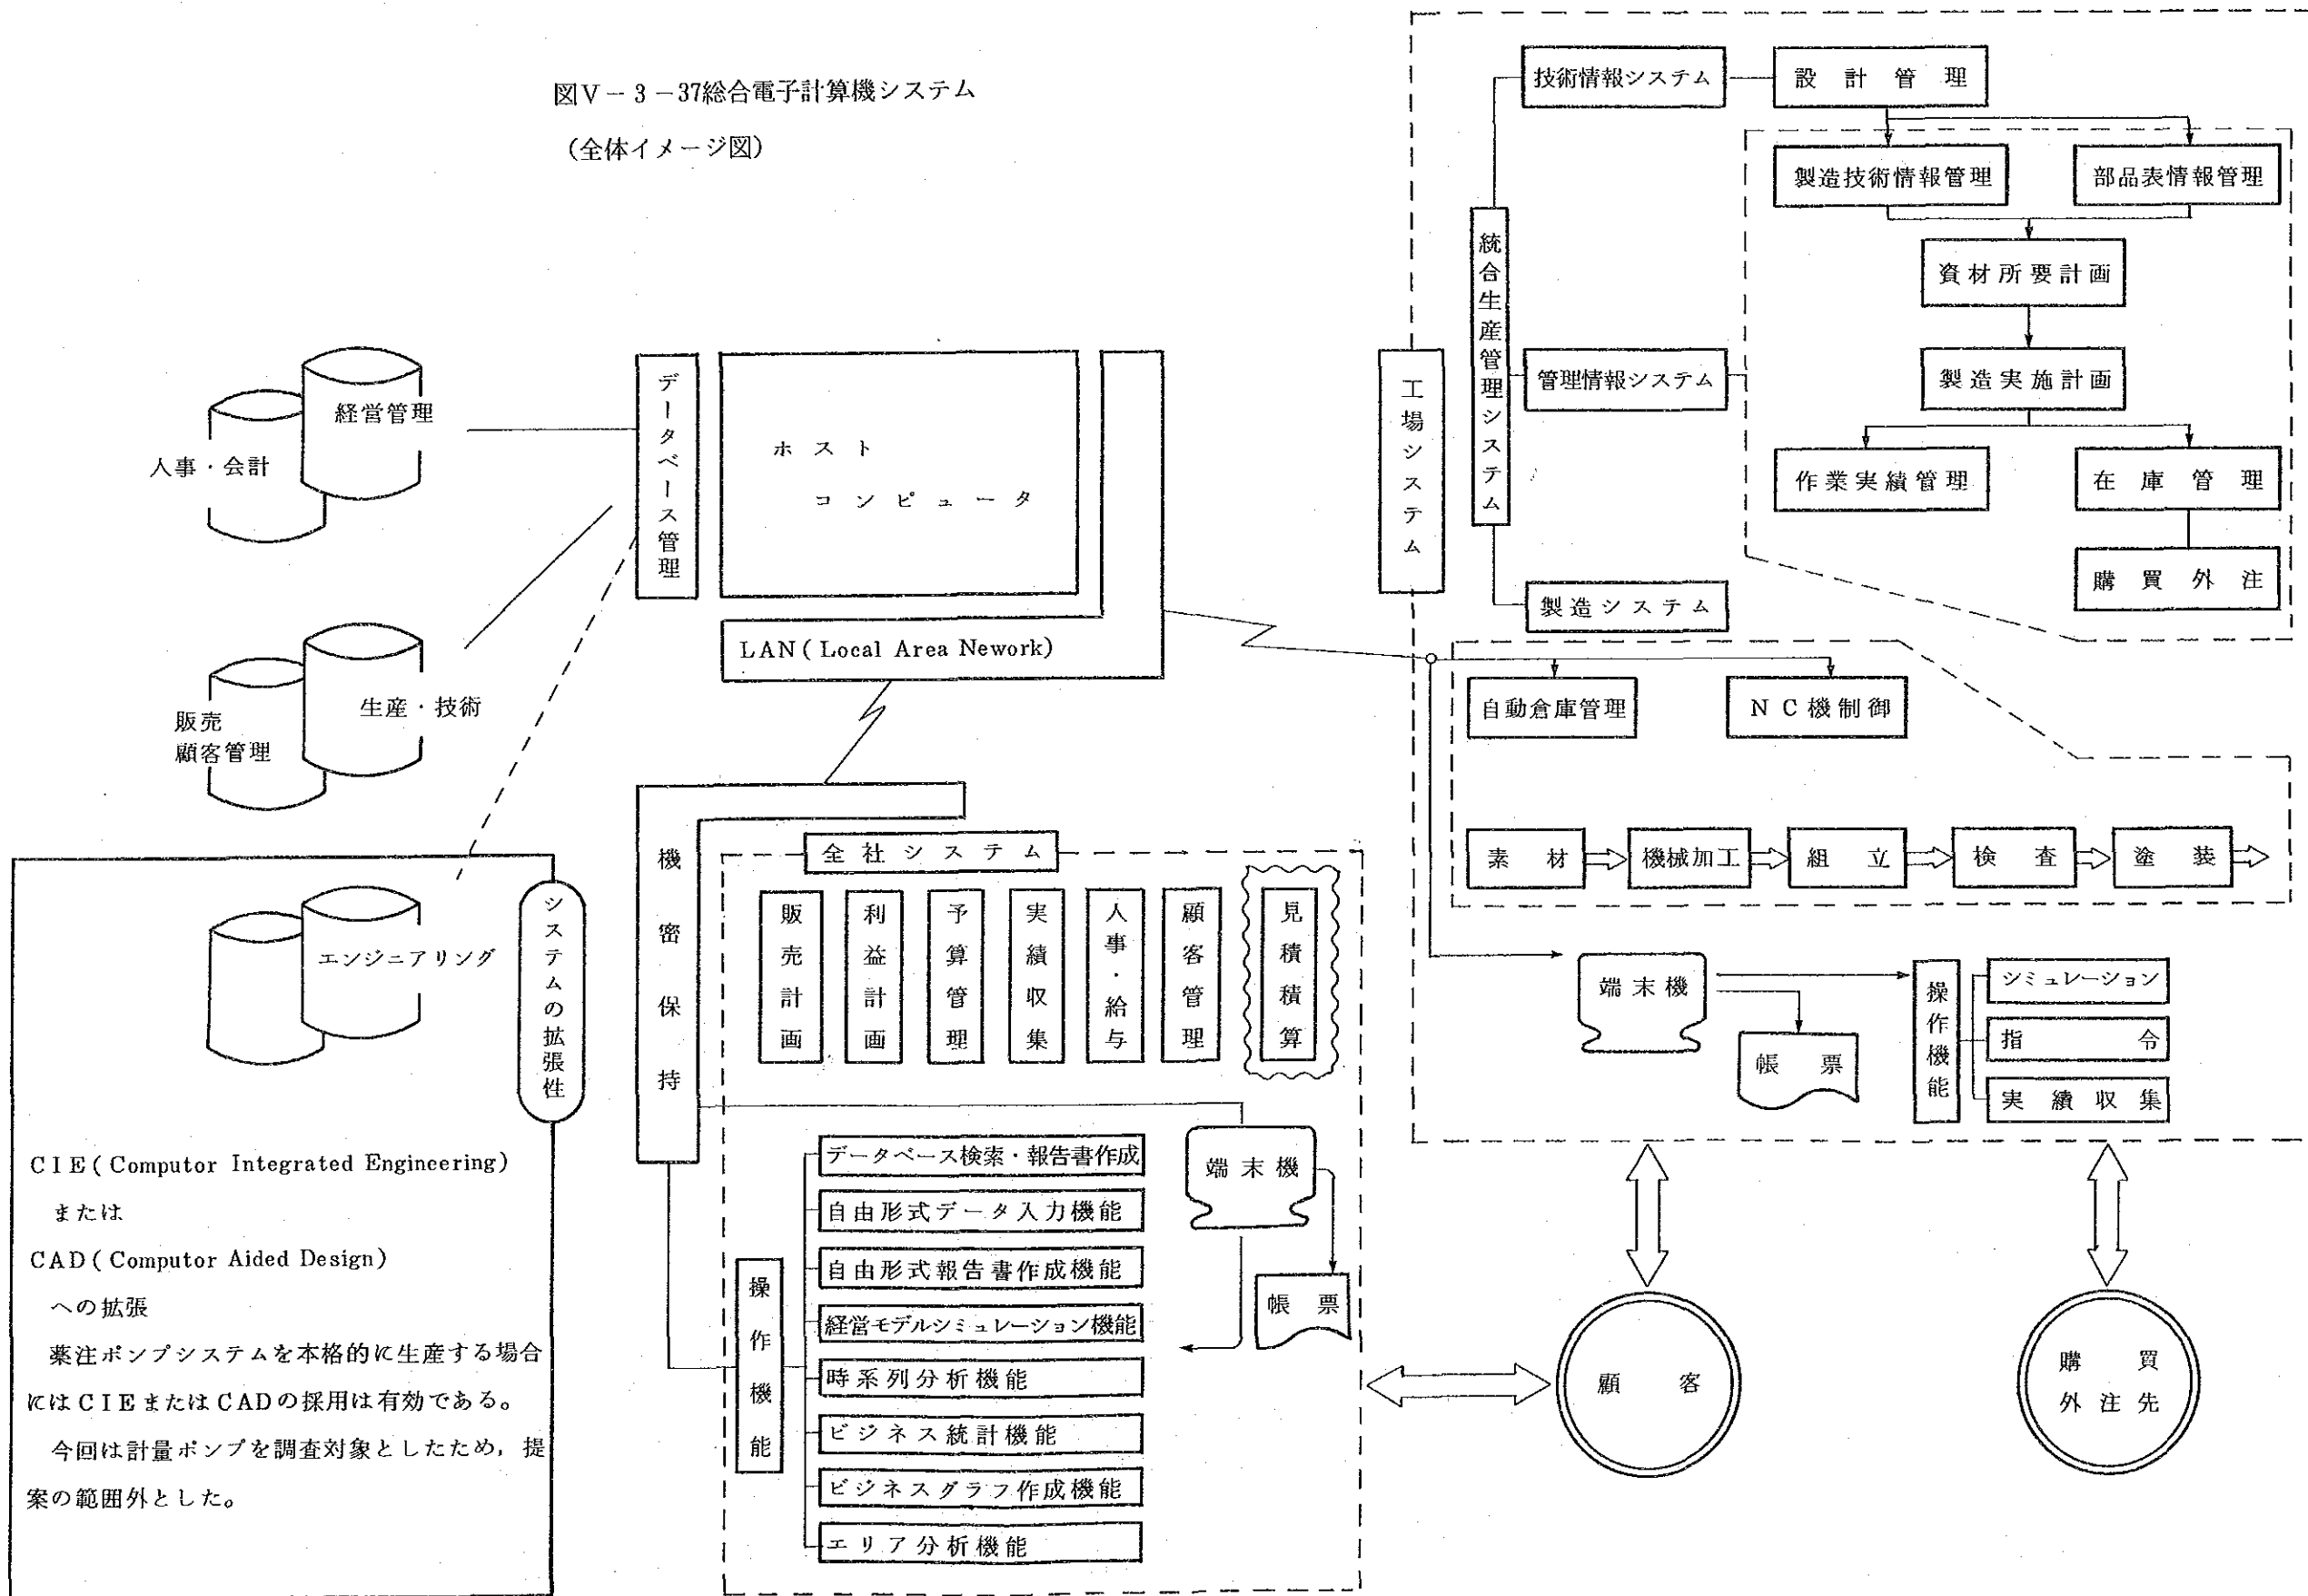 図V－3－37総合電子計算機システム
（全体イメージ図）
経営管理
人事・会計
生産・技術
販売
顧客管理
データベース管理
ホスト
コンピュータ
LAN（Local Area Nework）
エンジニアリング
システムの拡張性
CIE（Computor Integrated Engineering）
または
CAD（Computor Aided Design）
への拡張
薬注ポンプシステムを本格的に生産する場合
にはCIEまたはCADの採用は有効である。
今回は計量ポンプを調査対象としたため，提
案の範囲外とした。
機密保持
全社システム
販売計画
利益計画
予算管理
実績収集
人事・給与
顧客管理
見積積算
操作機能
データベース検索・報告書作成
自由形式データ入力機能
自由形式報告書作成機能
経営モデルシミュレーション機能
時系列分析機能
ビジネス統計機能
ビジネスグラフ作成機能
エリア分析機能
端末機
帳票
工場システム
統合生産管理システム
技術情報システム
設計管理
製造技術情報管理
部品表情報管理
資材所要計画
管理情報システム
製造実施計画
作業実績管理
在庫管理
購買外注
製造システム
自動倉庫管理
NC機制御
素材
機械加工
組立
検査
塗装
端末機
帳票
操作機能
シミュレーション
指令
実績収集
顧客
購買
外注先